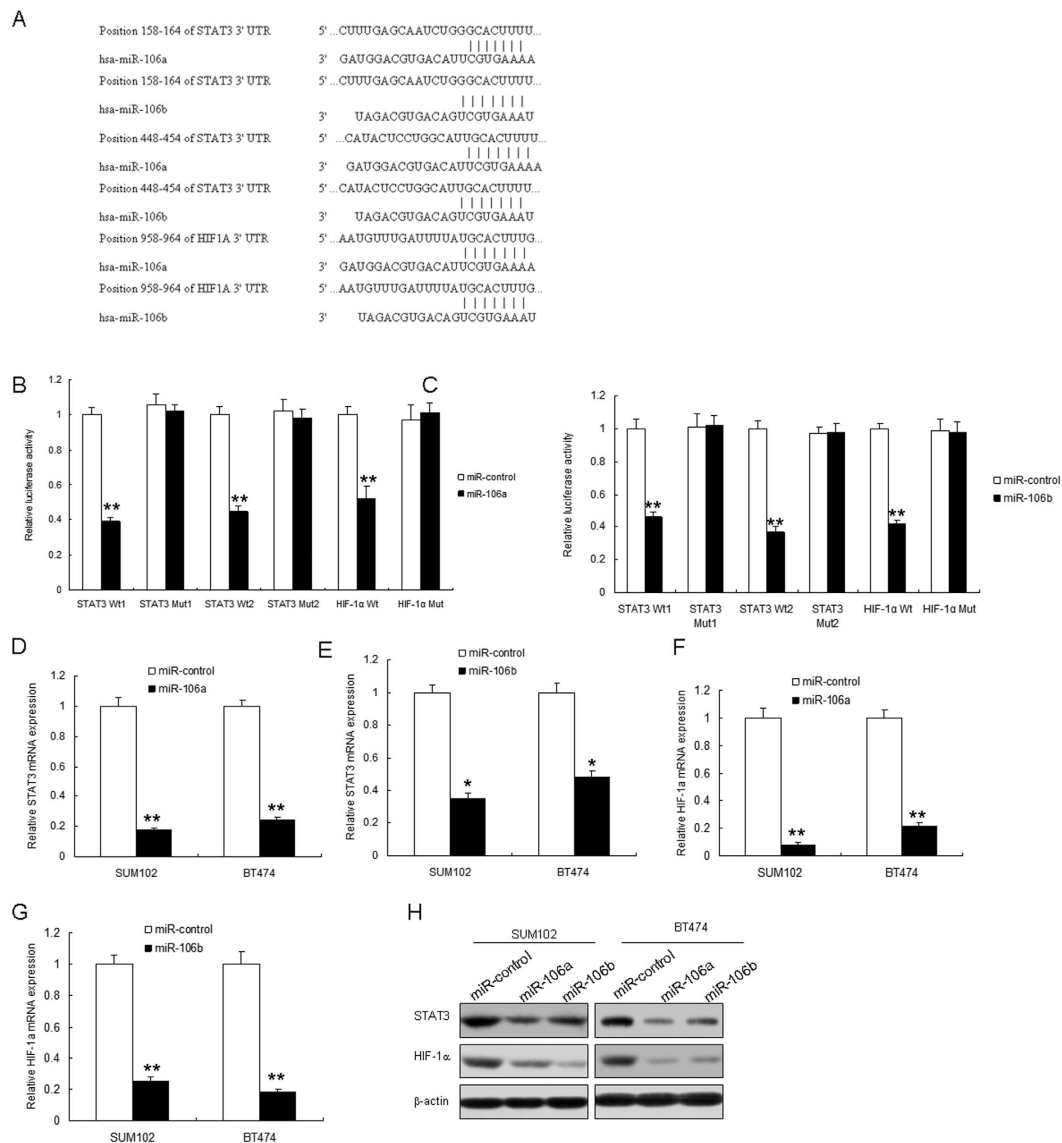 A
Position 158-164 of STAT3 3' UTR 5' ...CUUUGAGCAAUCUGGGCACUUUU...
hsa-miR-106a 3' GAUGGACGUGACAUUCGUGAAAA
Position 158-164 of STAT3 3' UTR 5' ...CUUUGAGCAAUCUGGGCACUUUU...
hsa-miR-106b 3' UAGACGUGACAGUCGUGAAAU
Position 448-454 of STAT3 3' UTR 5' ...CAUACUCCUGGCAUUGCACUUUU...
hsa-miR-106a 3' GAUGGACGUGACAUUCGUGAAAA
Position 448-454 of STAT3 3' UTR 5' ...CAUACUCCUGGCAUUGCACUUUU...
hsa-miR-106b 3' UAGACGUGACAGUCGUGAAAU
Position 958-964 of HIF1A 3' UTR 5' ...AAUGUUUGAUUUUAUGCACUUUG...
hsa-miR-106a 3' GAUGGACGUGACAUUCGUGAAAA
Position 958-964 of HIF1A 3' UTR 5' ...AAUGUUUGAUUUUAUGCACUUUG...
hsa-miR-106b 3' UAGACGUGACAGUCGUGAAAU
B
Relative luciferase activity
1.2
1
0.8
0.6
0.4
0.2
0
** ** **
STAT3 Wt1 STAT3 Mut1 STAT3 Wt2 STAT3 Mut2 HIF-1α Wt HIF-1α Mut
miR-control
miR-106a
C
Relative luciferase activity
1.2
1
0.8
0.6
0.4
0.2
0
** ** **
STAT3 Wt1 STAT3 Mut1 STAT3 Wt2 STAT3 Mut2 HIF-1α Wt HIF-1α Mut
miR-control
miR-106b
D
Relative STAT3 mRNA expression
1.2
1
0.8
0.6
0.4
0.2
0
miR-control
miR-106a
** **
SUM102 BT474
E
Relative STAT3 mRNA expression
1.2
1
0.8
0.6
0.4
0.2
0
miR-control
miR-106b
* *
SUM102 BT474
F
Relative HIF-1a mRNA expression
1.2
1
0.8
0.6
0.4
0.2
0
miR-control
miR-106a
** **
SUM102 BT474
G
Relative HIF-1a mRNA expression
1.2
1
0.8
0.6
0.4
0.2
0
miR-control
miR-106b
** **
SUM102 BT474
H
SUM102 BT474
miR-control miR-106a miR-106b miR-control miR-106a miR-106b
STAT3
HIF-1α
β-actin